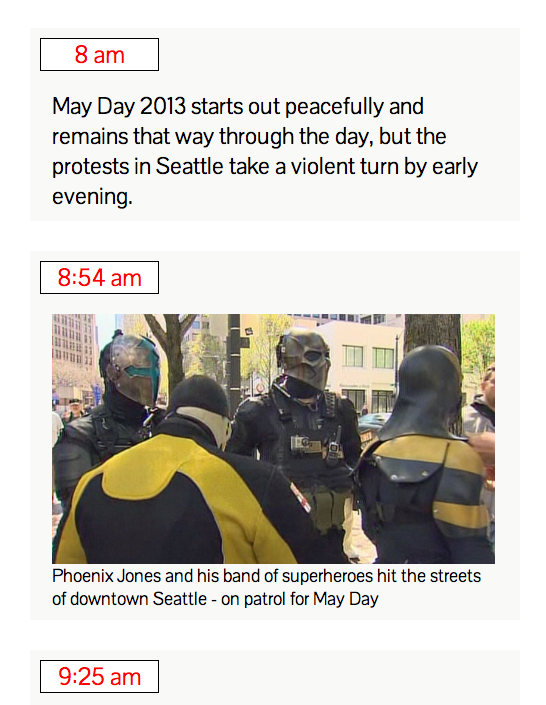 8 am
May Day 2013 starts out peacefully and
remains that way through the day, but the
protests in Seattle take a violent turn by early
evening.
8:54 am
Phoenix Jones and his band of superheroes hit the streets
of downtown Seattle - on patrol for May Day
9:25 am